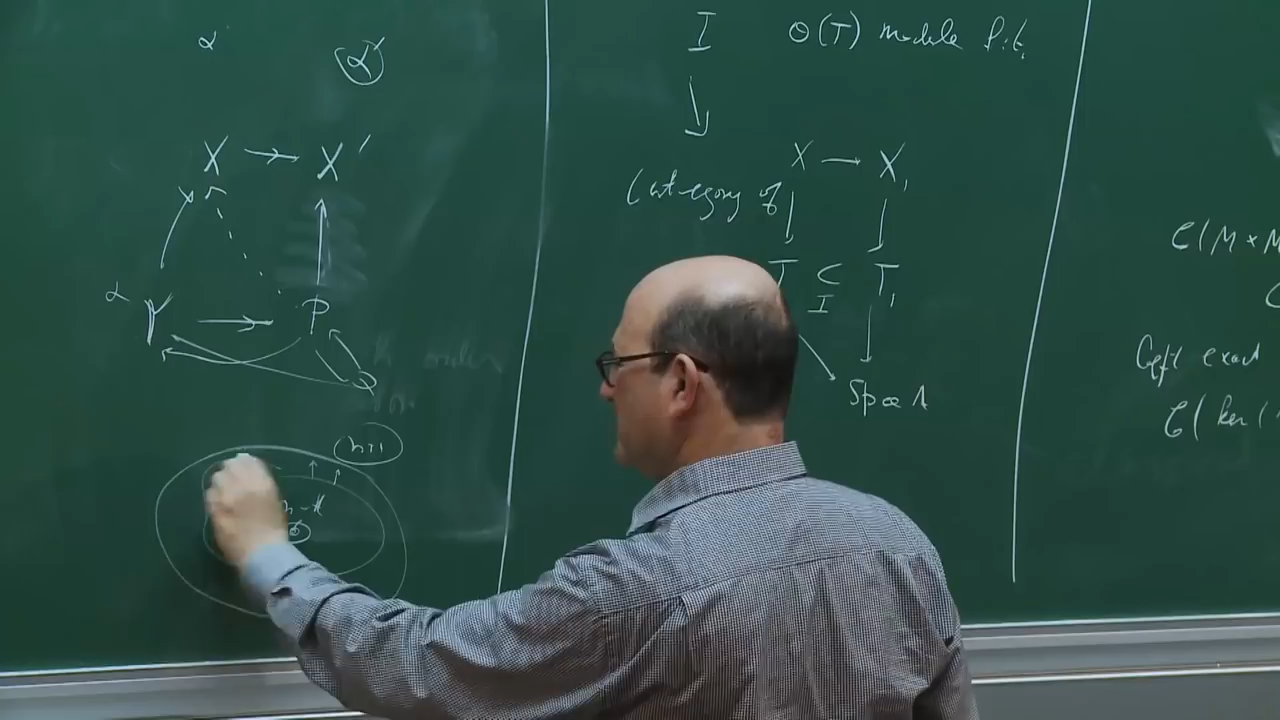 α α'
X → X'
α Y → P
Q
n+1
n-k
I O(T) module f.t.
↓
X → X₁
Category of
T ⊂ T₁
I
Spec Λ
C(M × M
C
left exact
C(ker(